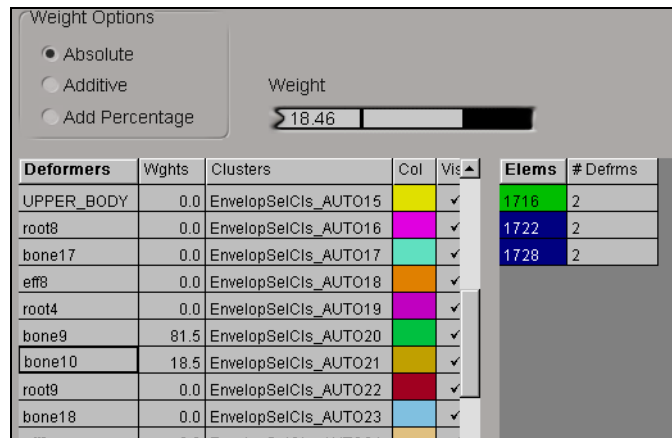 Weight Options
Absolute
Additive
Add Percentage
Weight
18.46
Deformers Wghts Clusters Col Vis
UPPER_BODY 0.0 EnvelopSelCls_AUTO15
root8 0.0 EnvelopSelCls_AUTO16
bone17 0.0 EnvelopSelCls_AUTO17
eff8 0.0 EnvelopSelCls_AUTO18
root4 0.0 EnvelopSelCls_AUTO19
bone9 81.5 EnvelopSelCls_AUTO20
bone10 18.5 EnvelopSelCls_AUTO21
root9 0.0 EnvelopSelCls_AUTO22
bone18 0.0 EnvelopSelCls_AUTO23
Elems # Defrms
1716 2
1722 2
1728 2